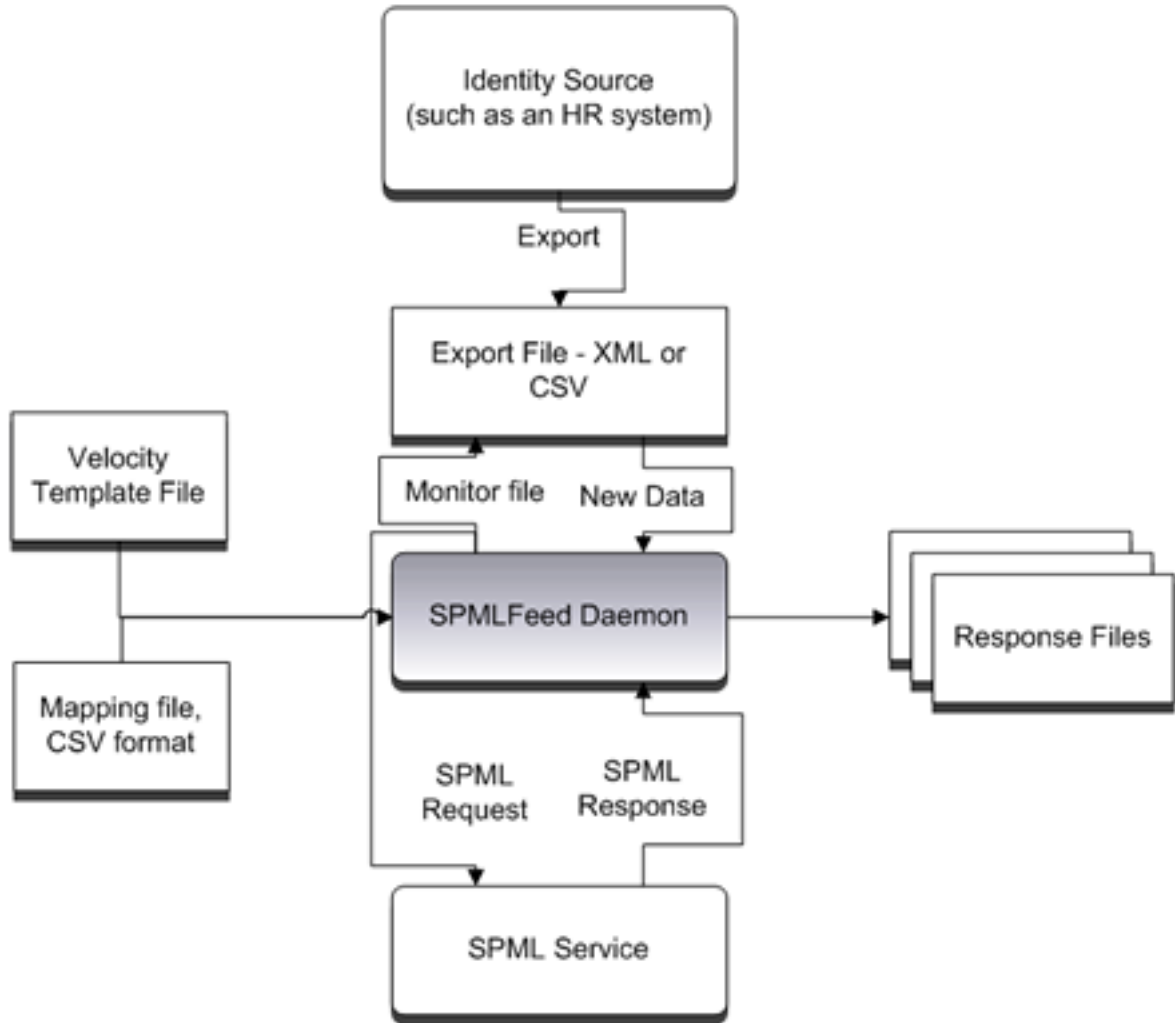 Identity Source
(such as an HR system)
Export
Export File - XML or
CSV
Velocity
Template File
Monitor file
New Data
SPMLFeed Daemon
Response Files
Mapping file,
CSV format
SPML
Request
SPML
Response
SPML Service